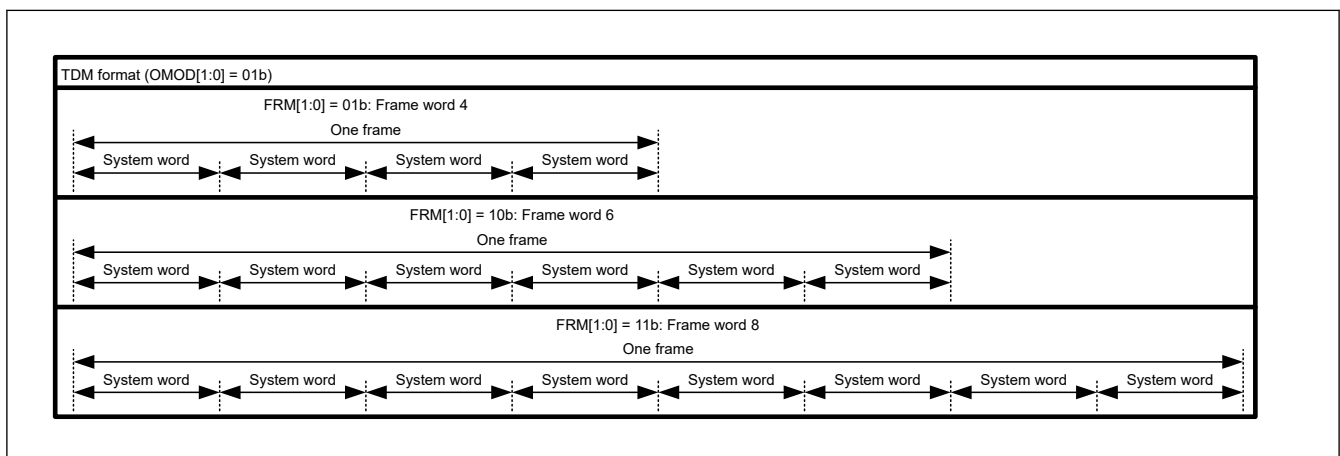 TDM format (OMOD[1:0] = 01b)
FRM[1:0] = 01b: Frame word 4
One frame
System word System word System word System word
FRM[1:0] = 10b: Frame word 6
One frame
System word System word System word System word System word System word
FRM[1:0] = 11b: Frame word 8
One frame
System word System word System word System word System word System word System word System word